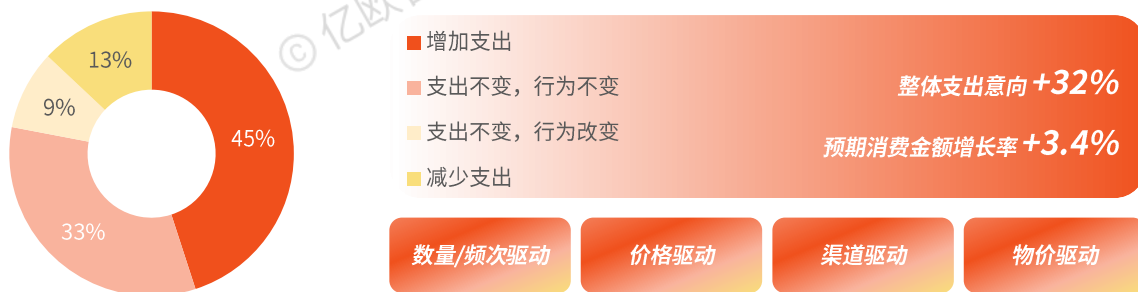 © 亿欧
13%
9%
45%
33%
增加支出
支出不变，行为不变
支出不变，行为改变
减少支出
整体支出意向 +32%
预期消费金额增长率 +3.4%
数量/频次驱动
价格驱动
渠道驱动
物价驱动